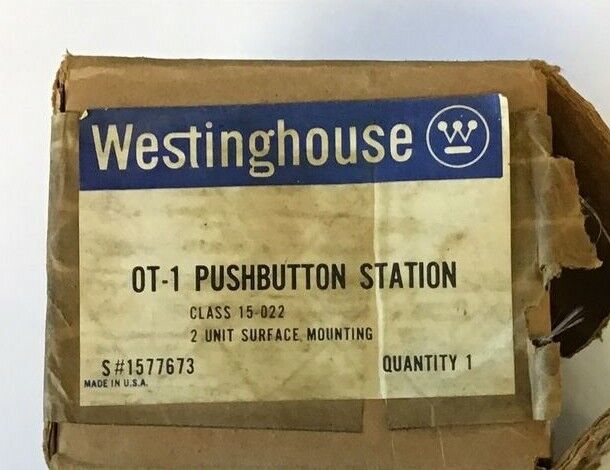 Westinghouse W
OT-1 PUSHBUTTON STATION
CLASS 15-022
2 UNIT SURFACE MOUNTING
S#1577673 QUANTITY 1
MADE IN U.S.A.